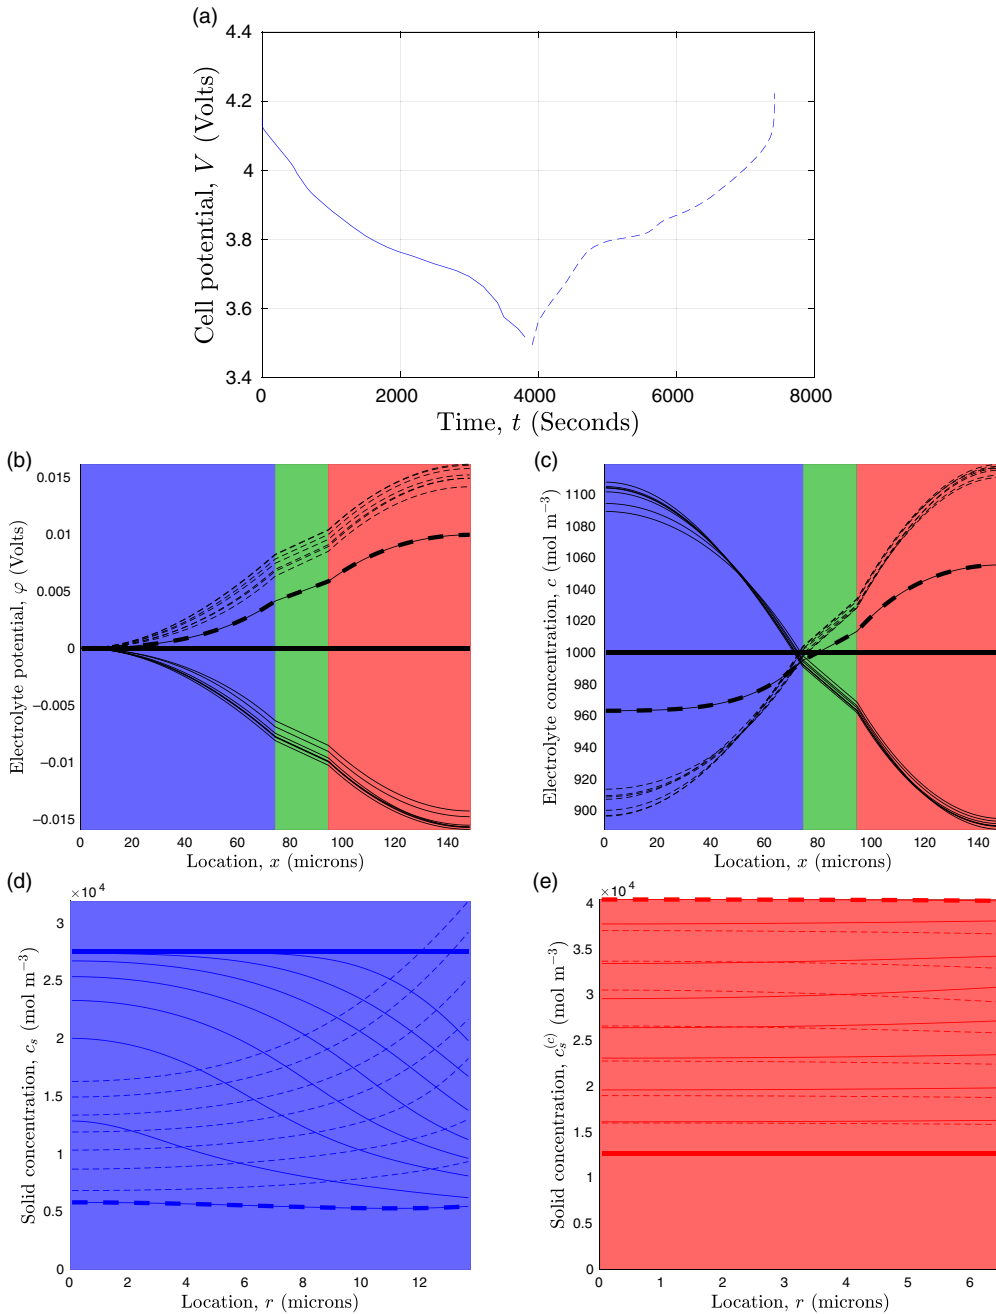 (a)
4.4
4.2
4
3.8
3.6
3.4
Cell potential, V (Volts)
0 2000 4000 6000 8000
Time, t (Seconds)
(b)
0.015
0.01
0.005
0
−0.005
−0.01
−0.015
Electrolyte potential, φ (Volts)
0 20 40 60 80 100 120 140
Location, x (microns)
(c)
1100
1080
1060
1040
1020
1000
980
960
940
920
900
Electrolyte concentration, c (mol m⁻³)
0 20 40 60 80 100 120 140
Location, x (microns)
(d)
×10⁴
3
2.5
2
1.5
1
0.5
0
Solid concentration, cₛ (mol m⁻³)
0 2 4 6 8 10 12
Location, r (microns)
(e)
×10⁴
4
3.5
3
2.5
2
1.5
1
0.5
0
Solid concentration, cₛ⁽ᶜ⁾ (mol m⁻³)
0 1 2 3 4 5 6
Location, r (microns)